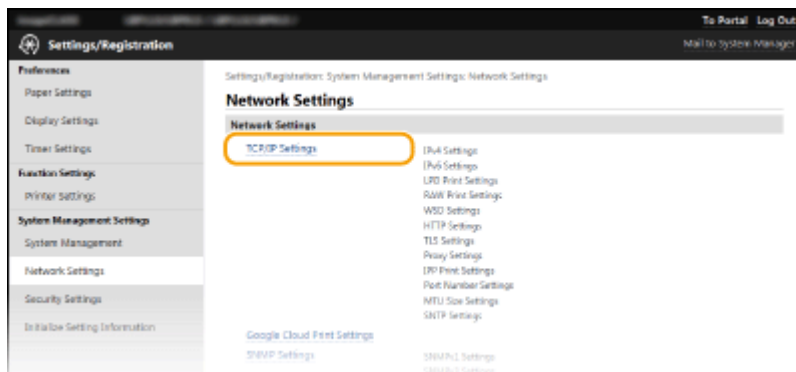 To Portal Log Out
Settings/Registration
Mail to System Manager
Preferences
Paper Settings
Display Settings
Timer Settings
Function Settings
Printer Settings
System Management Settings
System Management
Network Settings
Security Settings
Initialize Setting Information
Settings/Registration: System Management Settings: Network Settings
Network Settings
Network Settings
TCP/IP Settings
IPv4 Settings
IPv6 Settings
LPD Print Settings
RAW Print Settings
WSD Settings
HTTP Settings
TLS Settings
Proxy Settings
IPP Print Settings
Port Number Settings
MTU Size Settings
SNTP Settings
Google Cloud Print Settings
SNMP Settings
SNMPv1 Settings